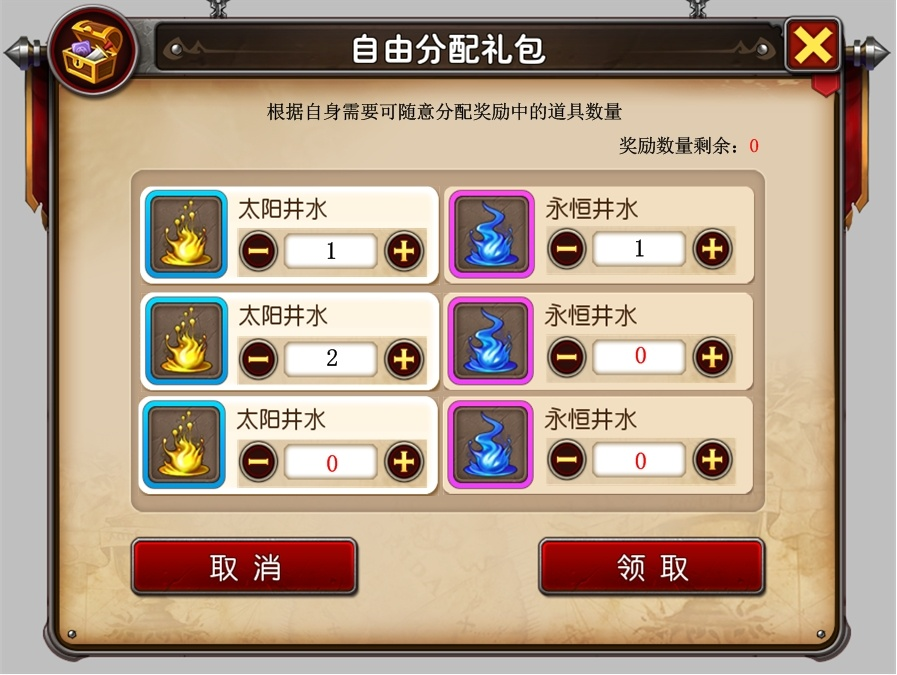 自由分配礼包
根据自身需要可随意分配奖励中的道具数量
奖励数量剩余：0
太阳井水
1
永恒井水
1
太阳井水
2
永恒井水
0
太阳井水
0
永恒井水
0
取消
领取